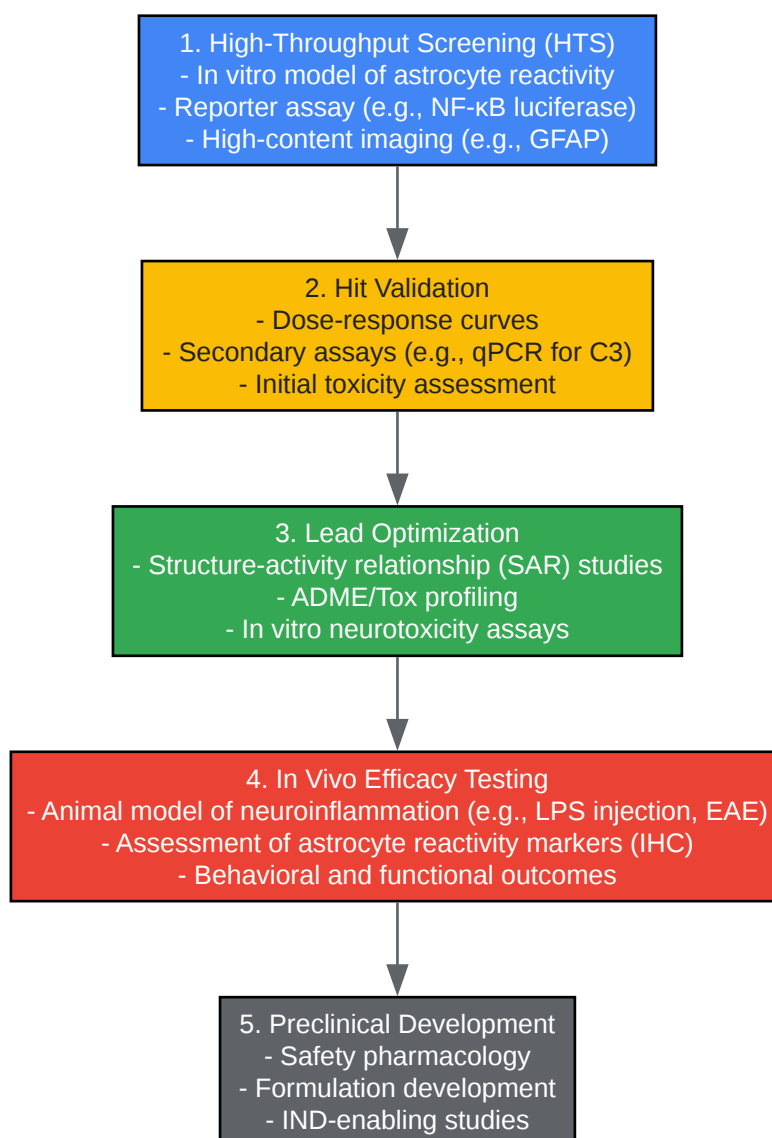 1. High-Throughput Screening (HTS)
- In vitro model of astrocyte reactivity
- Reporter assay (e.g., NF-κB luciferase)
- High-content imaging (e.g., GFAP)
2. Hit Validation
- Dose-response curves
- Secondary assays (e.g., qPCR for C3)
- Initial toxicity assessment
3. Lead Optimization
- Structure-activity relationship (SAR) studies
- ADME/Tox profiling
- In vitro neurotoxicity assays
4. In Vivo Efficacy Testing
- Animal model of neuroinflammation (e.g., LPS injection, EAE)
- Assessment of astrocyte reactivity markers (IHC)
- Behavioral and functional outcomes
5. Preclinical Development
- Safety pharmacology
- Formulation development
- IND-enabling studies